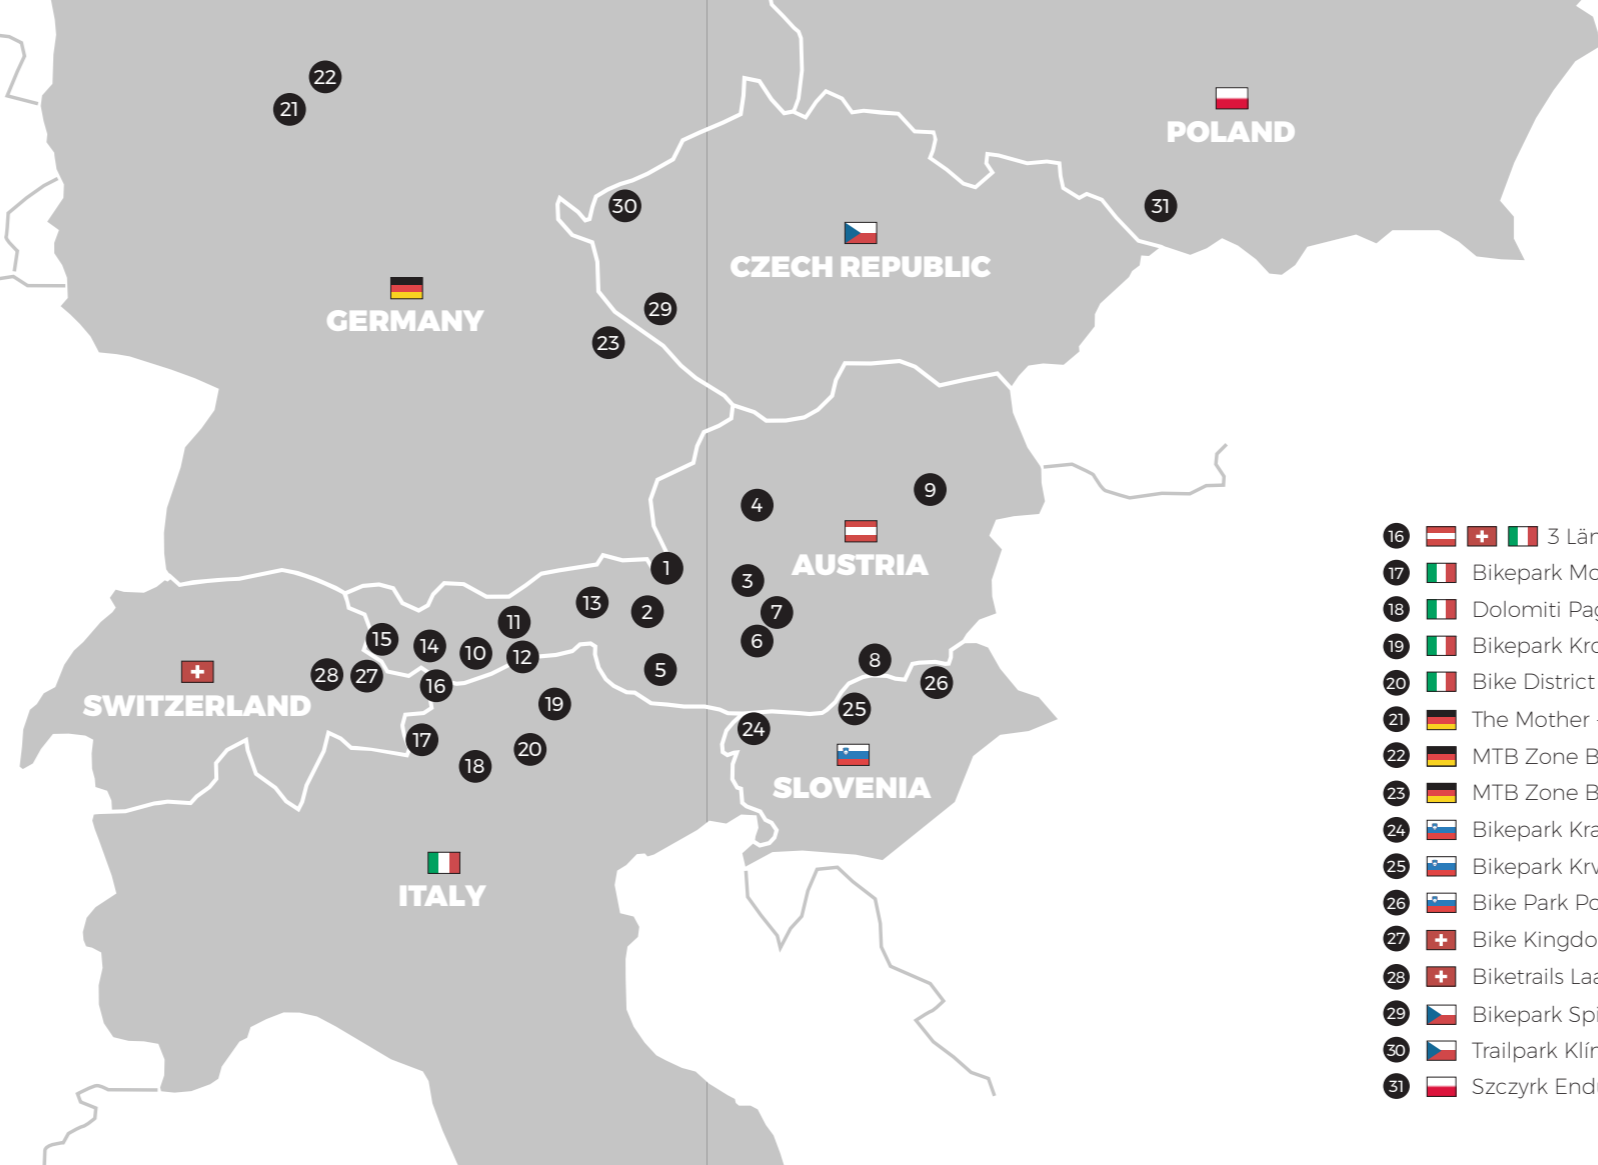 22
21
POLAND
30
31
CZECH REPUBLIC
GERMANY
29
23
4
9
AUSTRIA
1
3
13
2
7
11
6
15
14
10
12
8
5
28
27
16
26
SWITZERLAND
19
25
24
17
20
18
SLOVENIA
ITALY
16 3 Län
17 Bikepark Mo
18 Dolomiti Pag
19 Bikepark Kro
20 Bike District
21 The Mother
22 MTB Zone B
23 MTB Zone B
24 Bikepark Kra
25 Bikepark Krv
26 Bike Park Po
27 Bike Kingdo
28 Biketrails Laa
29 Bikepark Spi
30 Trailpark Klín
31 Szczyrk End